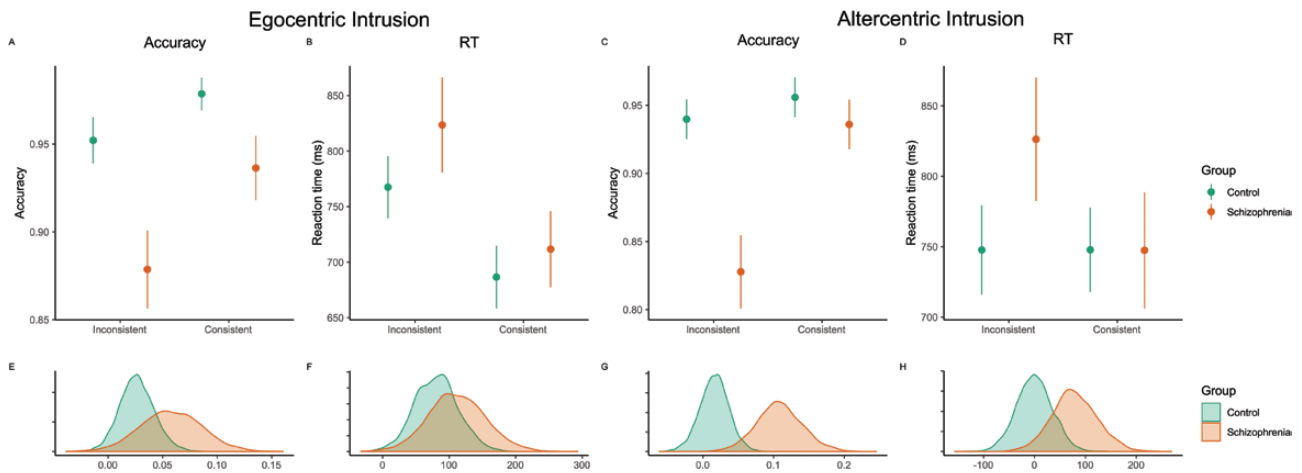 Egocentric Intrusion
Altercentric Intrusion
A
Accuracy
B
RT
C
Accuracy
D
RT
Accuracy
0.95
0.90
0.85
Inconsistent
Consistent
Reaction time (ms)
850
800
750
700
650
Inconsistent
Consistent
Accuracy
0.95
0.90
0.85
0.80
Inconsistent
Consistent
Reaction time (ms)
850
800
750
700
Inconsistent
Consistent
Group
Control
Schizophrenia
E
0.00 0.05 0.10 0.15
F
0 100 200 300
G
0.0 0.1 0.2
H
-100 0 100 200
Group
Control
Schizophrenia